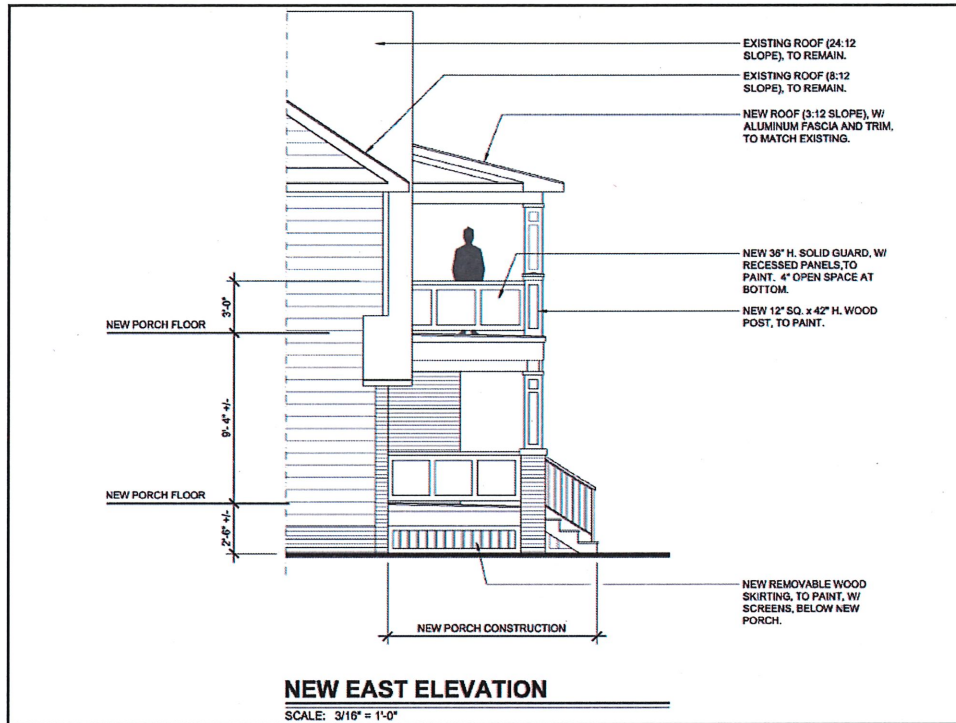 EXISTING ROOF (24:12
SLOPE), TO REMAIN.
EXISTING ROOF (8:12
SLOPE), TO REMAIN.
NEW ROOF (3:12 SLOPE), W/
ALUMINUM FASCIA AND TRIM,
TO MATCH EXISTING.
NEW 36" H. SOLID GUARD, W/
RECESSED PANELS,TO
PAINT. 4" OPEN SPACE AT
BOTTOM.
NEW 12" SQ. x 42" H. WOOD
POST, TO PAINT.
3'-0"
NEW PORCH FLOOR
9'- 4" +/-
NEW PORCH FLOOR
2'-6" +/-
NEW REMOVABLE WOOD
SKIRTING, TO PAINT, W/
SCREENS, BELOW NEW
PORCH.
NEW PORCH CONSTRUCTION
NEW EAST ELEVATION
SCALE: 3/16" = 1'-0"